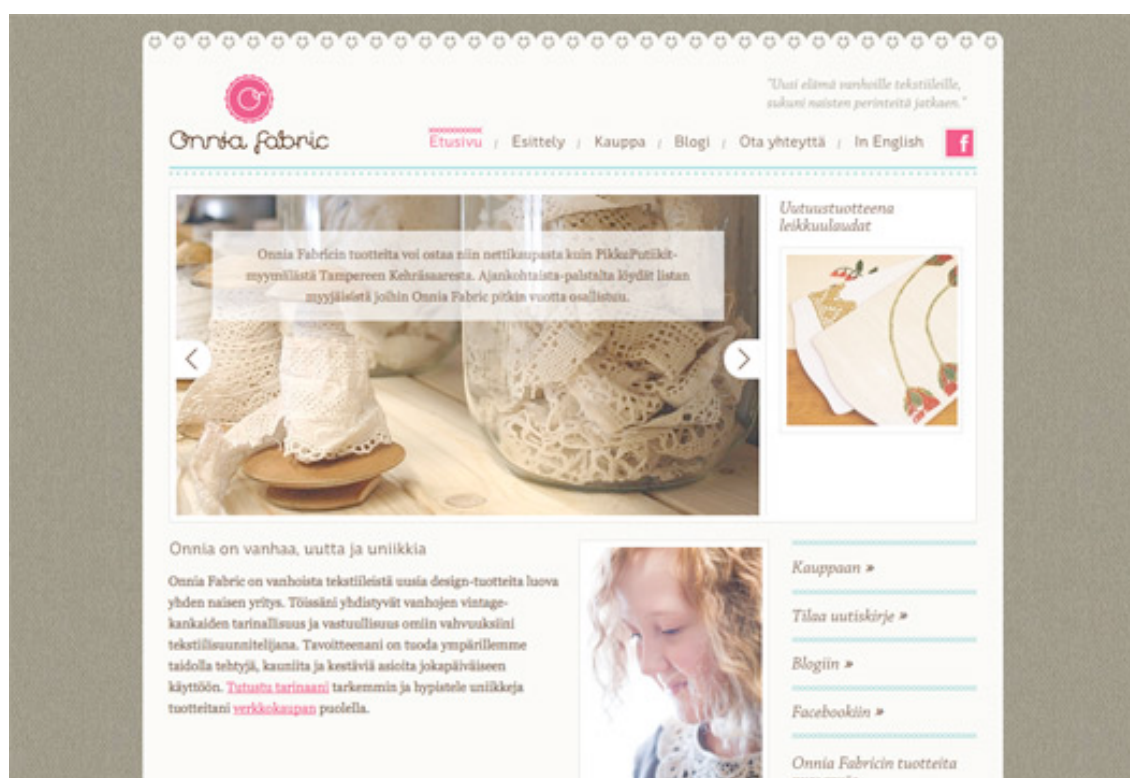 "Uusi elämä vanhoille tekstiileille,
sukuni naisten perinteitä jatkaen."
Onnia fabric
Etusivu / Esittely / Kauppa / Blogi / Ota yhteyttä / In English
f
Onnia Fabricin tuotteita voi ostaa niin nettikaupasta kuin PikkuPutiikit-
myymälästä Tampereen Kehräsaaresta. Ajankohtaista-palstalta löydät listan
myyjäisistä joihin Onnia Fabric pitkin vuotta osallistuu.
Uutuustuotteena
leikkuulaudat
Onnia on vanhaa, uutta ja uniikkia
Onnia Fabric on vanhoista tekstiileistä uusia design-tuotteita luova
yhden naisen yritys. Töissäni yhdistyvät vanhojen vintage-
kankaiden tarinallisuus ja vastuullisuus omiin vahvuuksiini
tekstiilisuunnitelijana. Tavoitteenani on tuoda ympärillemme
taidolla tehtyjä, kauniita ja kestäviä asioita jokapäiväiseen
käyttöön. Tutustu tarinaani tarkemmin ja hypistele uniikkeja
tuotteitani verkkokaupan puolella.
Kauppaan »
Tilaa uutiskirje »
Blogiin »
Facebookiin »
Onnia Fabricin tuotteita